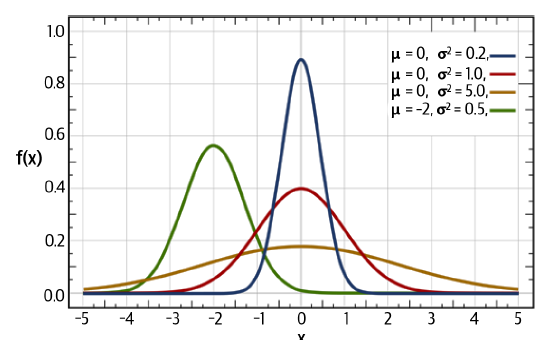 1.0
μ = 0, σ² = 0.2,
μ = 0, σ² = 1.0,
μ = 0, σ² = 5.0,
μ = -2, σ² = 0.5,
0.8
0.6
f(x)
0.4
0.2
0.0
-5 -4 -3 -2 -1 0 1 2 3 4 5
x